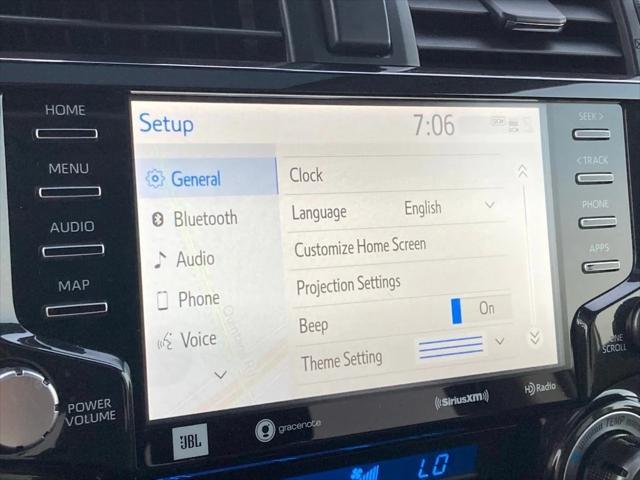 HOME
MENU
AUDIO
MAP
POWER
VOLUME
Setup
7:06
General
Bluetooth
Audio
Phone
Voice
Clock
Language English
Customize Home Screen
Projection Settings
Beep On
Theme Setting
SEEK >
< TRACK
PHONE
APPS
SCROLL
JBL
gracenote
((SiriusXM))
HD Radio
LO
TEMP